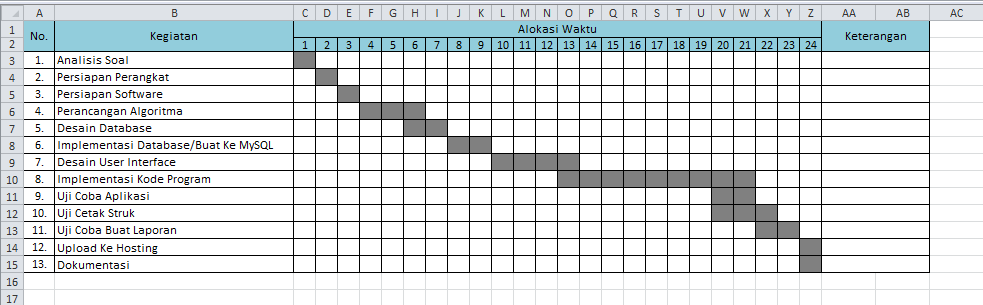 A B C D E F G H I J K L M N O P Q R S T U V W X Y Z AA AB AC
1 No. Kegiatan Alokasi Waktu Keterangan
2 1 2 3 4 5 6 7 8 9 10 11 12 13 14 15 16 17 18 19 20 21 22 23 24
3 1. Analisis Soal
4 2. Persiapan Perangkat
5 3. Persiapan Software
6 4. Perancangan Algoritma
7 5. Desain Database
8 6. Implementasi Database/Buat Ke MySQL
9 7. Desain User Interface
10 8. Implementasi Kode Program
11 9. Uji Coba Aplikasi
12 10. Uji Cetak Struk
13 11. Uji Coba Buat Laporan
14 12. Upload Ke Hosting
15 13. Dokumentasi
16
17